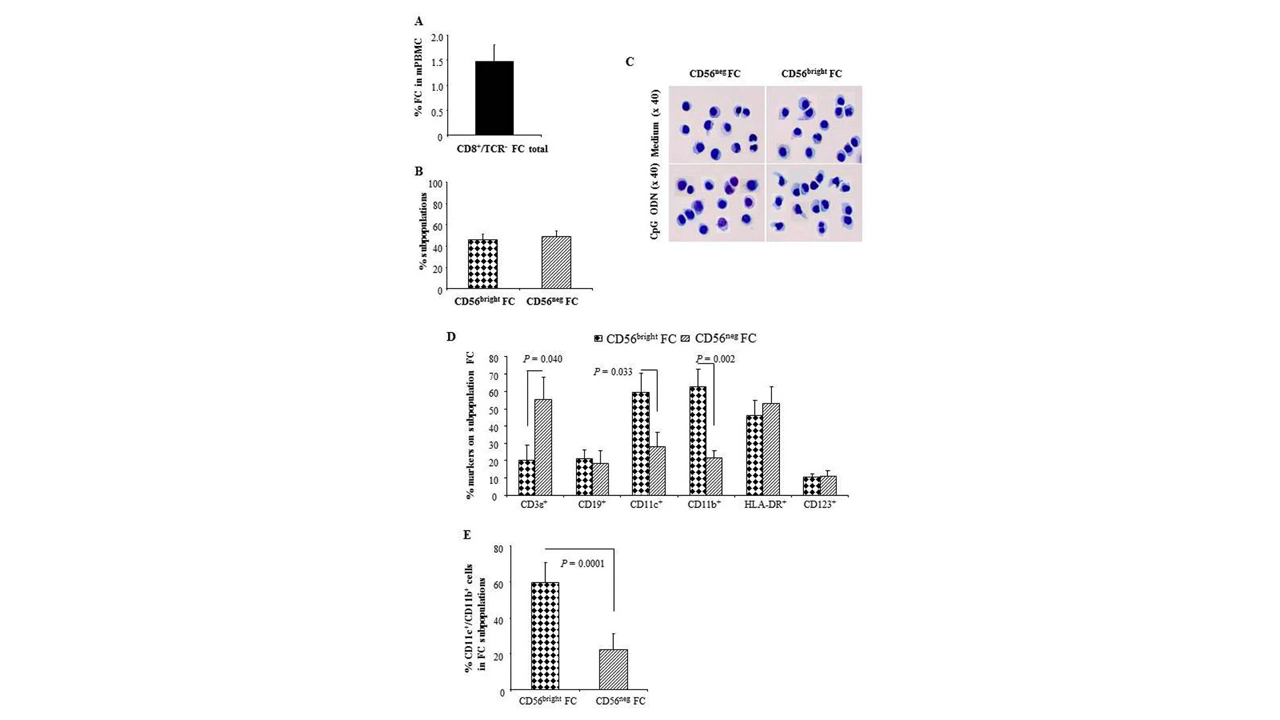 A
% FC in mPBMC
2.0
1.5
1.0
0.5
0
CD8⁺/TCR⁻ FC total
B
% subpopulations
100
80
60
40
20
0
CD56ᵇʳⁱᵍʰᵗ FC
CD56ⁿᵉᵍ FC
C
CD56ⁿᵉᵍ FC
CD56ᵇʳⁱᵍʰᵗ FC
Medium (x 40)
CpG ODN (x 40)
D
CD56ᵇʳⁱᵍʰᵗ FC
CD56ⁿᵉᵍ FC
% markers on subpopulation FC
80
70
60
50
40
30
20
10
0
P = 0.040
P = 0.033
P = 0.002
CD3ε⁺
CD19⁺
CD11c⁺
CD11b⁺
HLA-DR⁺
CD123⁺
E
% CD11c⁺/CD11b⁺ cells
in FC subpopulations
80
60
40
20
0
P = 0.0001
CD56ᵇʳⁱᵍʰᵗ FC
CD56ⁿᵉᵍ FC